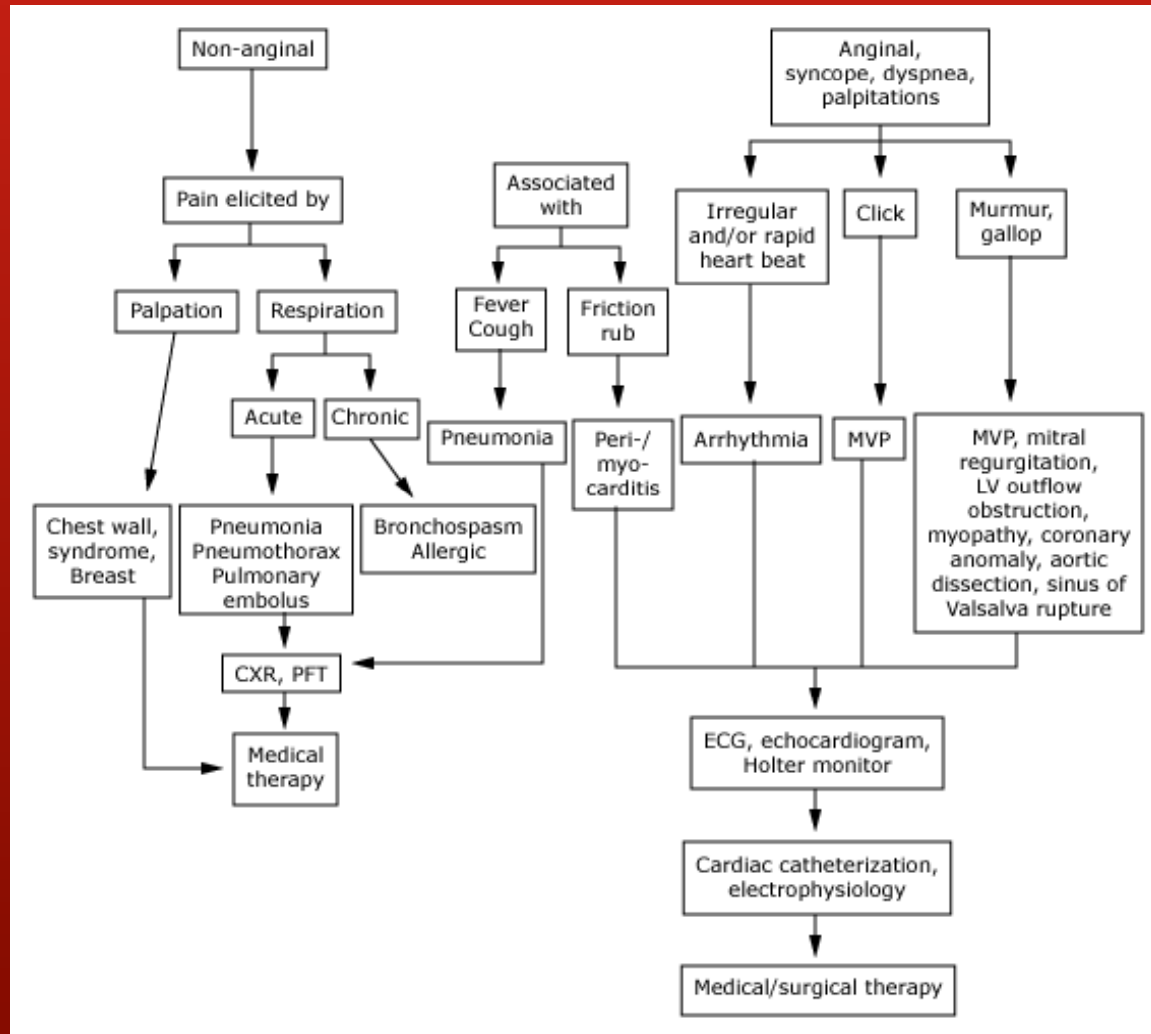 Non-anginal
Anginal,
syncope, dyspnea,
palpitations
Pain elicited by
Associated
with
Irregular
and/or rapid
heart beat
Click
Murmur,
gallop
Palpation
Respiration
Fever
Cough
Friction
rub
Acute
Chronic
Pneumonia
Peri-/
myo-
carditis
Arrhythmia
MVP
MVP, mitral
regurgitation,
LV outflow
obstruction,
myopathy, coronary
anomaly, aortic
dissection, sinus of
Valsalva rupture
Chest wall,
syndrome,
Breast
Pneumonia
Pneumothorax
Pulmonary
embolus
Bronchospasm
Allergic
CXR, PFT
Medical
therapy
ECG, echocardiogram,
Holter monitor
Cardiac catheterization,
electrophysiology
Medical/surgical therapy